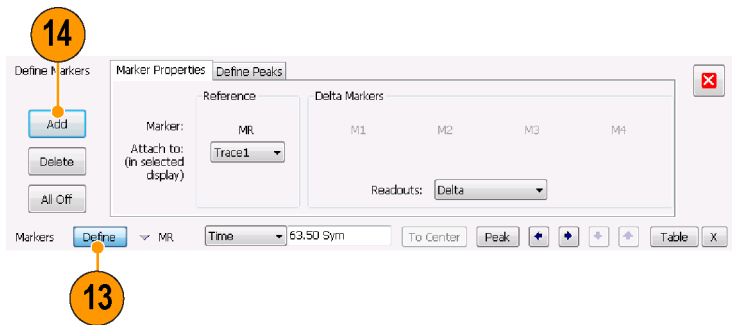 14
Define Markers
Marker Properties Define Peaks
Reference Delta Markers
Add
Marker: MR M1 M2 M3 M4
Attach to:
(in selected
display)
Trace1
Delete
Readouts: Delta
All Off
Markers Define MR Time 63.50 Sym To Center Peak Table X
13